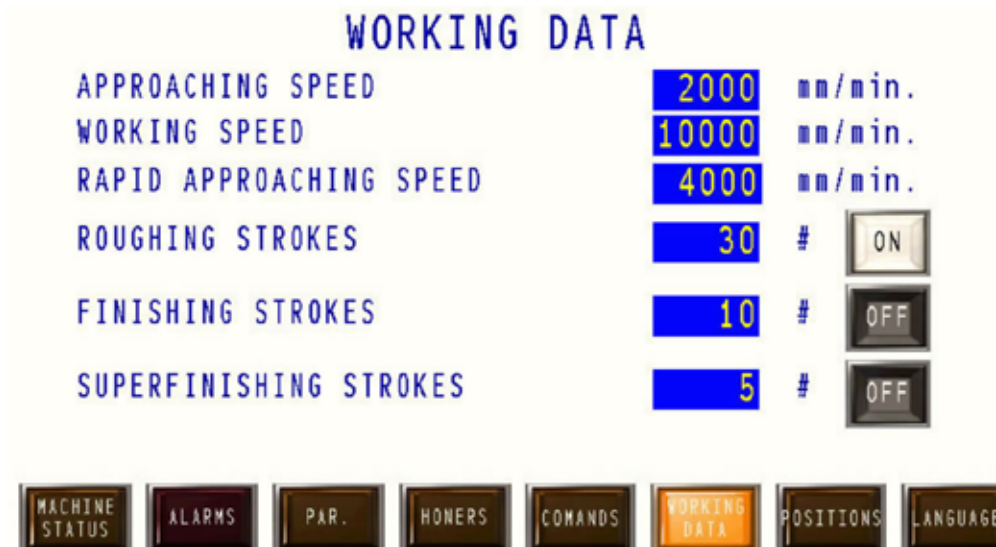 WORKING DATA
APPROACHING SPEED 2000 mm/min.
WORKING SPEED 10000 mm/min.
RAPID APPROACHING SPEED 4000 mm/min.
ROUGHING STROKES 30 # ON
FINISHING STROKES 10 # OFF
SUPERFINISHING STROKES 5 # OFF
MACHINE STATUS ALARMS PAR. HONERS COMANDS WORKING DATA POSITIONS LANGUAGE